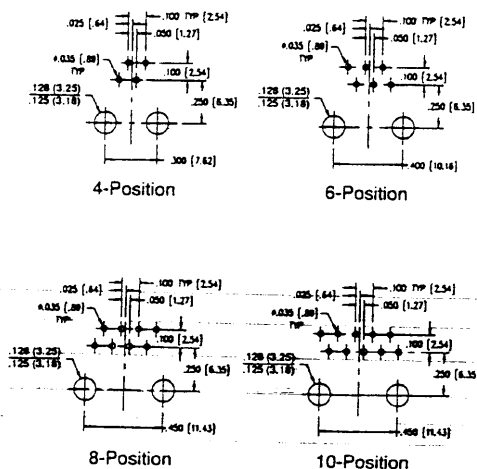 .100 TYP [2.54]
.025 [.64]
.050 [1.27]
⌀.035 [.89]
TYP
.100 [2.54]
.128 (3.25)
.125 (3.18)
.250 [6.35]
.300 [7.62]
4-Position
.100 TYP [2.54]
.025 [.64]
.050 [1.27]
⌀.035 [.89]
TYP
.100 [2.54]
.128 (3.25)
.125 (3.18)
.250 [6.35]
.400 [10.16]
6-Position
.100 TYP [2.54]
.025 [.64]
.050 [1.27]
⌀.035 [.89]
TYP
.100 [2.54]
.128 (3.25)
.125 (3.18)
.250 [6.35]
.450 [11.43]
8-Position
.100 TYP [2.54]
.025 [.64]
.050 [1.27]
⌀.035 [.89]
TYP
.100 [2.54]
.128 (3.25)
.125 (3.18)
.250 [6.35]
.450 [11.43]
10-Position